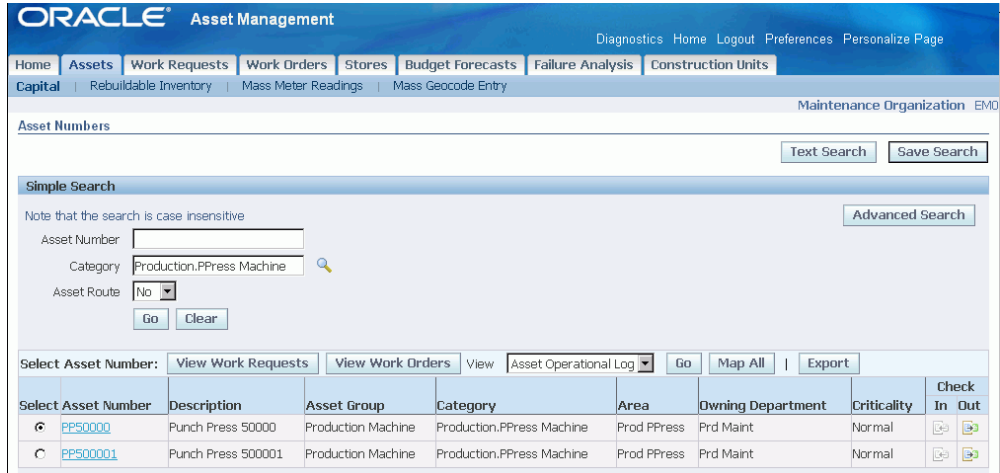 ORACLE® Asset Management
Diagnostics Home Logout Preferences Personalize Page
Home Assets Work Requests Work Orders Stores Budget Forecasts Failure Analysis Construction Units
Capital | Rebuildable Inventory | Mass Meter Readings | Mass Geocode Entry
Maintenance Organization EM0
Asset Numbers
Text Search Save Search
Simple Search
Note that the search is case insensitive
Advanced Search
Asset Number
Category Production.PPress Machine
Asset Route No
Go Clear
Select Asset Number: View Work Requests View Work Orders View Asset Operational Log Go Map All | Export
Check
Select Asset Number Description Asset Group Category Area Owning Department Criticality In Out
PP50000 Punch Press 50000 Production Machine Production.PPress Machine Prod PPress Prd Maint Normal
PP500001 Punch Press 500001 Production Machine Production.PPress Machine Prod PPress Prd Maint Normal